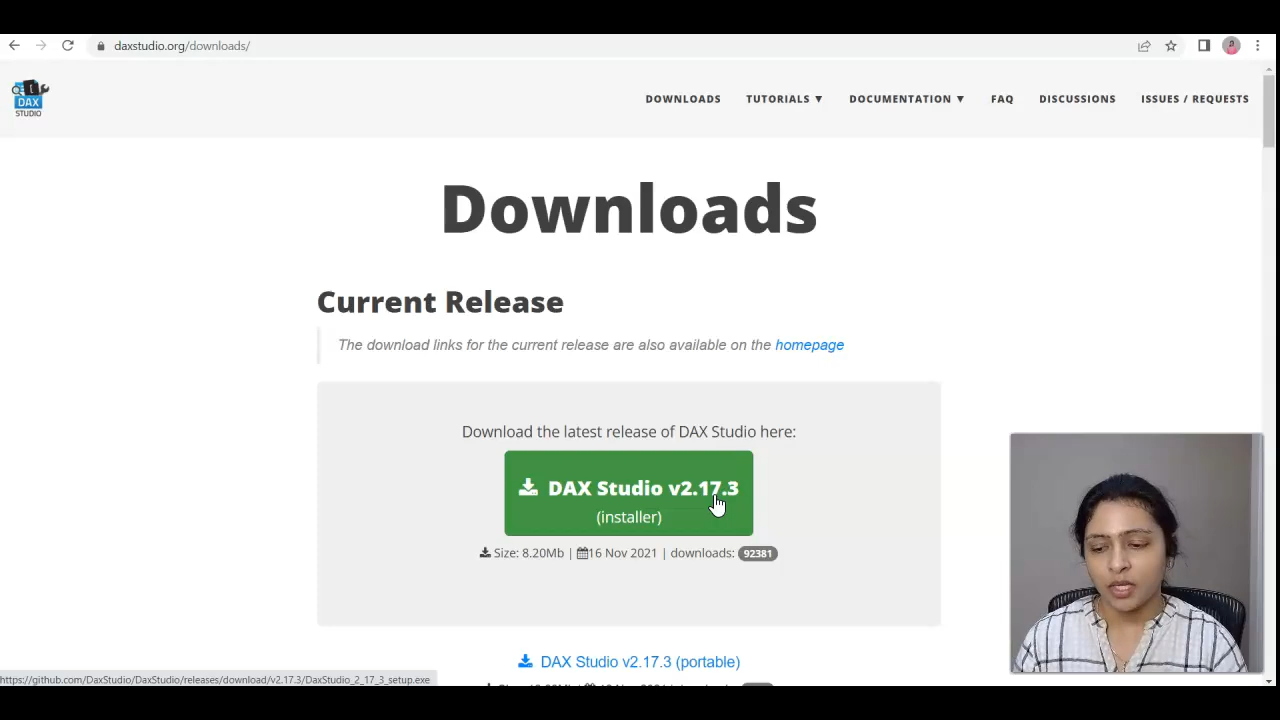 daxstudio.org/downloads/
DAX
STUDIO
DOWNLOADS
TUTORIALS ▼
DOCUMENTATION ▼
FAQ
DISCUSSIONS
ISSUES / REQUESTS
Downloads
Current Release
The download links for the current release are also available on the homepage
Download the latest release of DAX Studio here:
DAX Studio v2.17.3
(installer)
Size: 8.20Mb | 16 Nov 2021 | downloads: 92381
DAX Studio v2.17.3 (portable)
https://github.com/DaxStudio/DaxStudio/releases/download/v2.17.3/DaxStudio_2_17_3_setup.exe